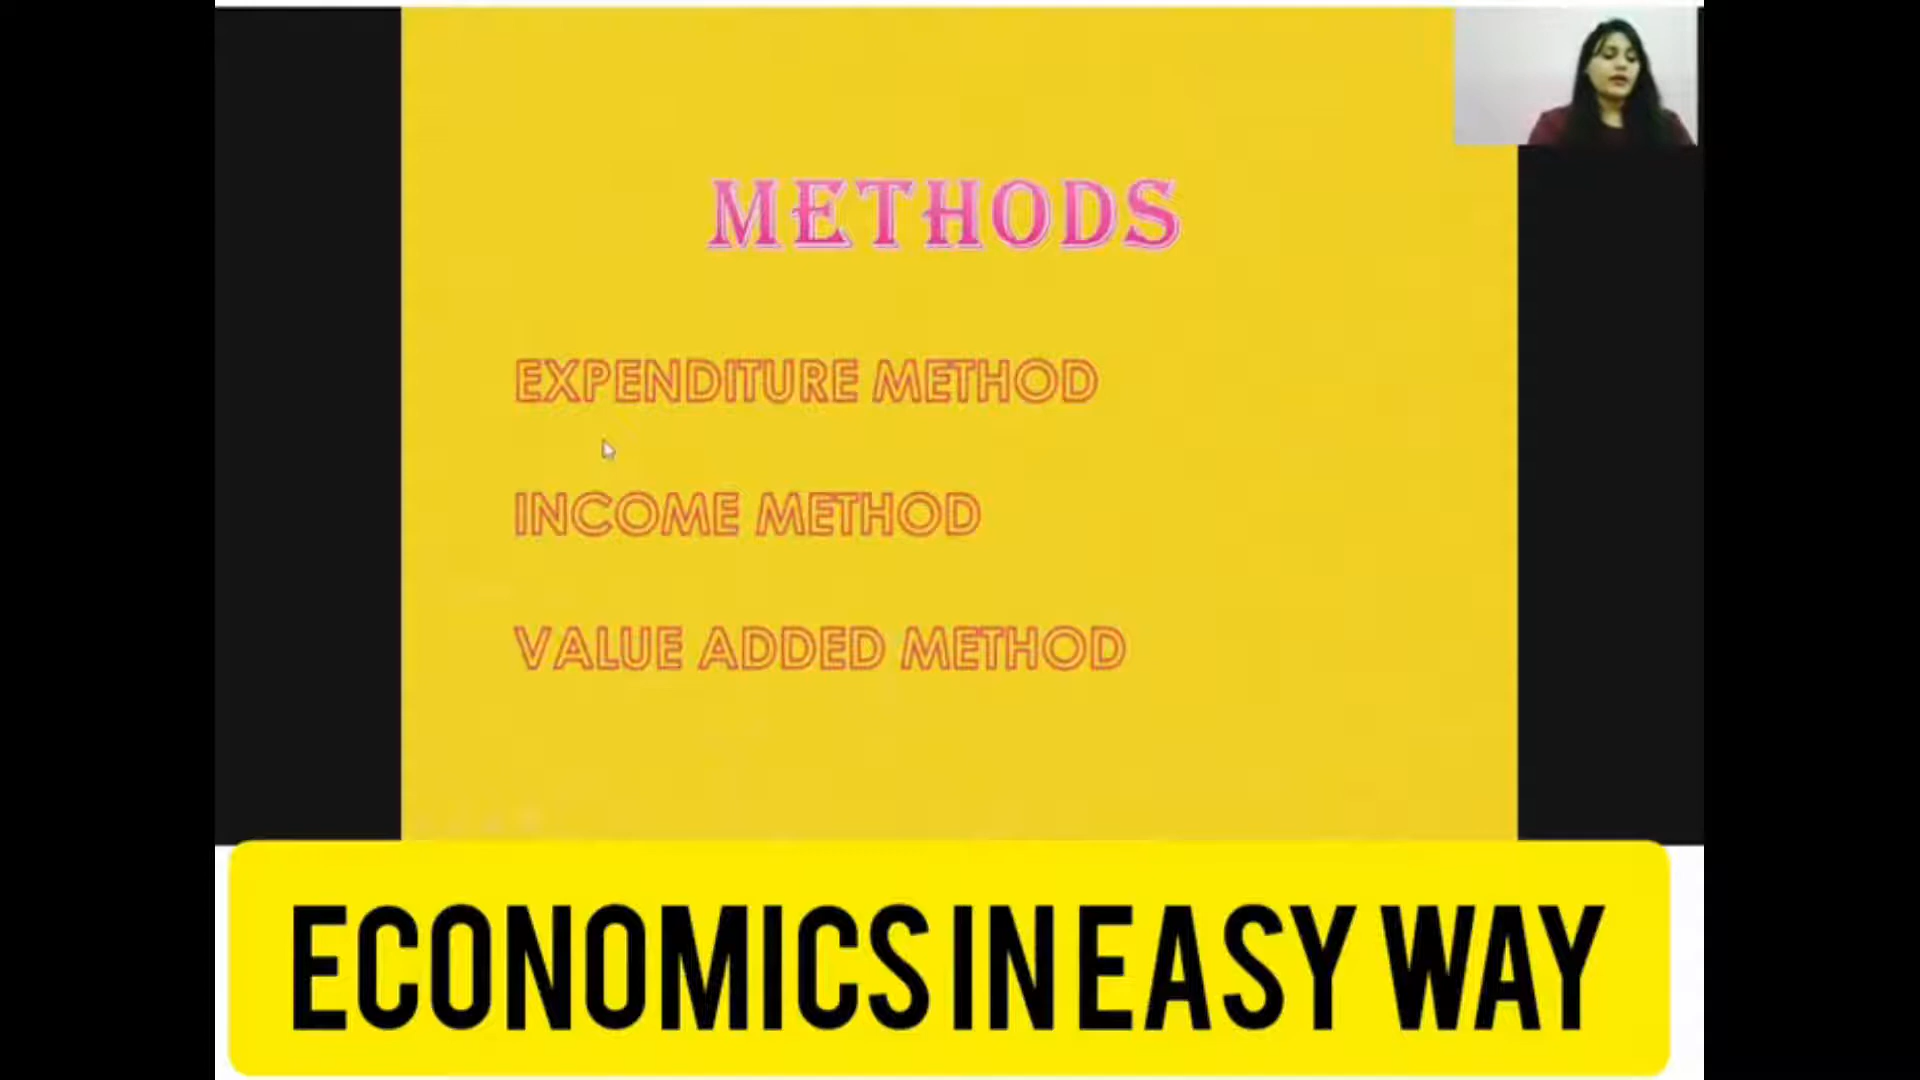 METHODS
EXPENDITURE METHOD
INCOME METHOD
VALUE ADDED METHOD
ECONOMICS IN EASY WAY